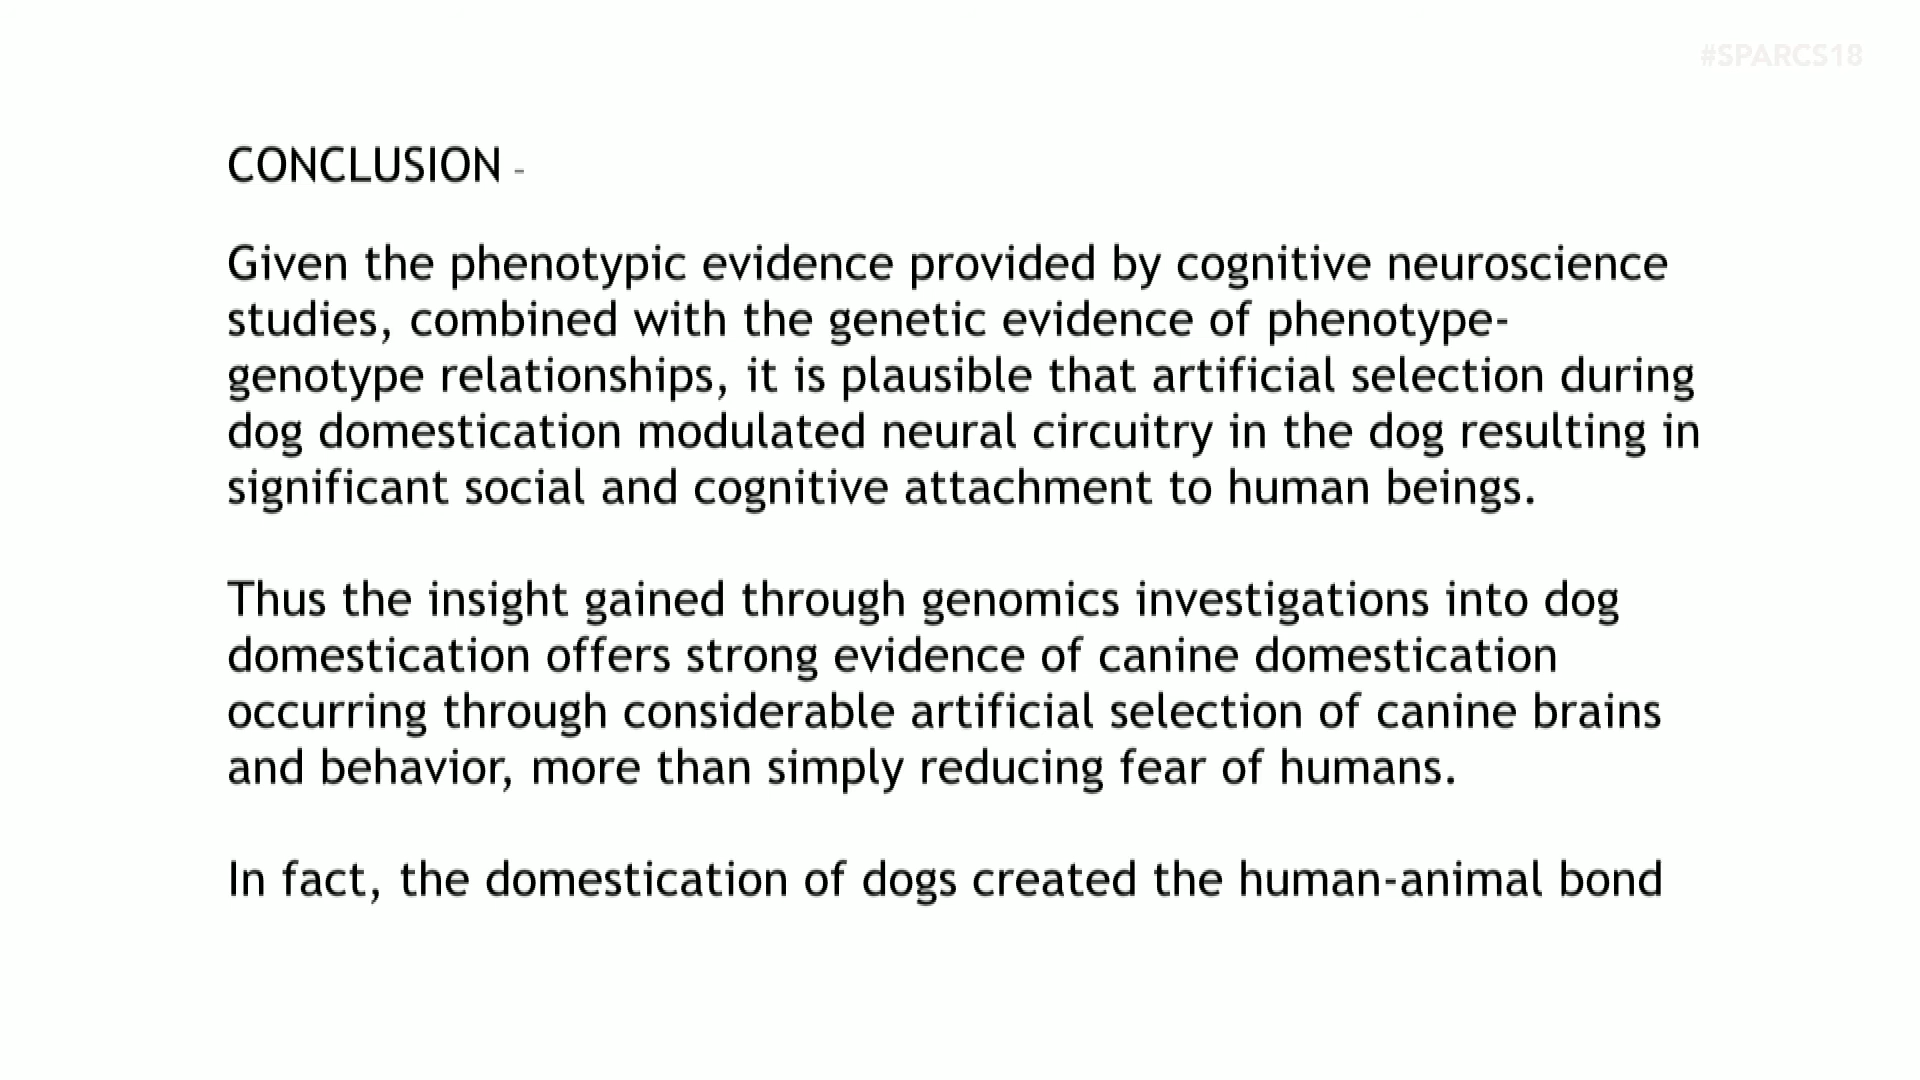 #SPARCS18
CONCLUSION -
Given the phenotypic evidence provided by cognitive neuroscience
studies, combined with the genetic evidence of phenotype-
genotype relationships, it is plausible that artificial selection during
dog domestication modulated neural circuitry in the dog resulting in
significant social and cognitive attachment to human beings.
Thus the insight gained through genomics investigations into dog
domestication offers strong evidence of canine domestication
occurring through considerable artificial selection of canine brains
and behavior, more than simply reducing fear of humans.
In fact, the domestication of dogs created the human-animal bond